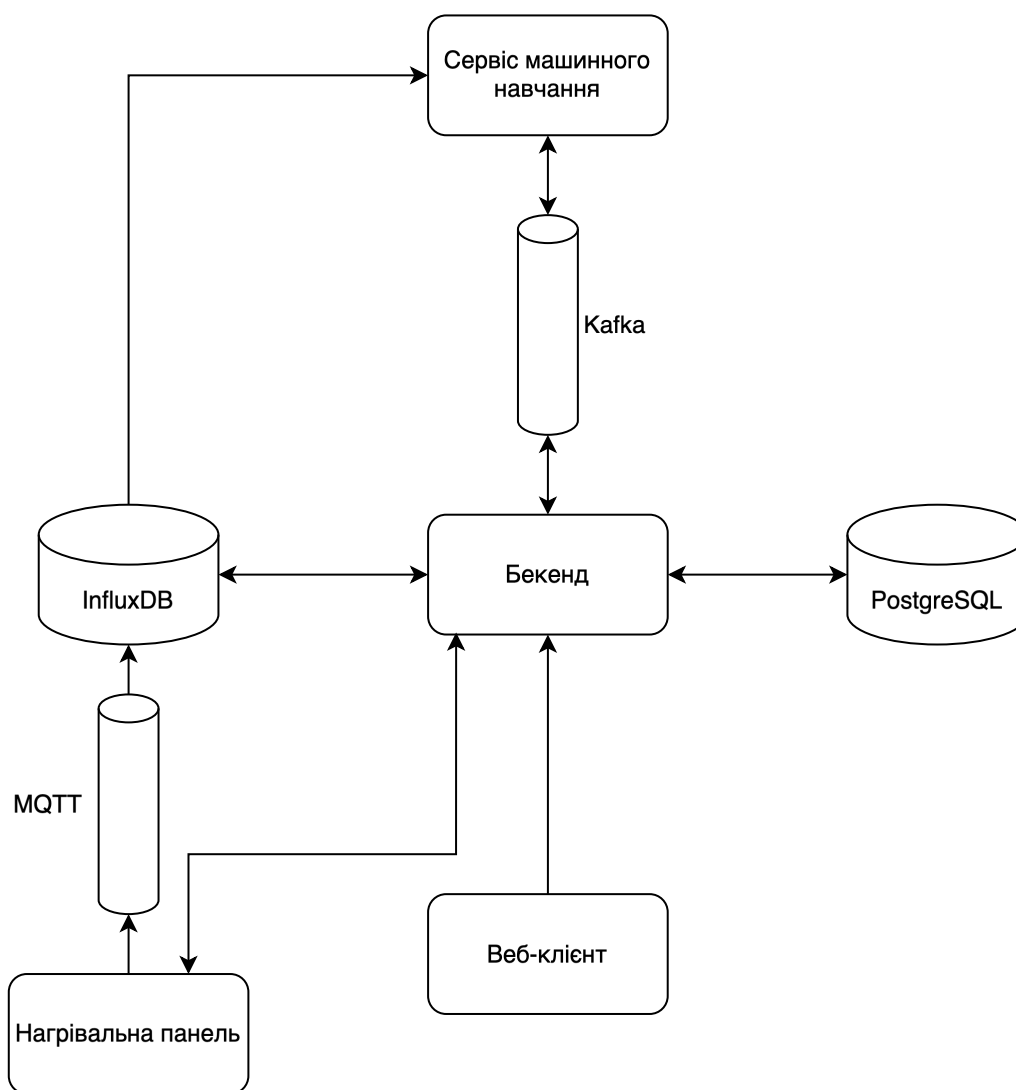 Сервіс машинного
навчання
Kafka
InfluxDB
Бекенд
PostgreSQL
MQTT
Веб-клієнт
Нагрівальна панель